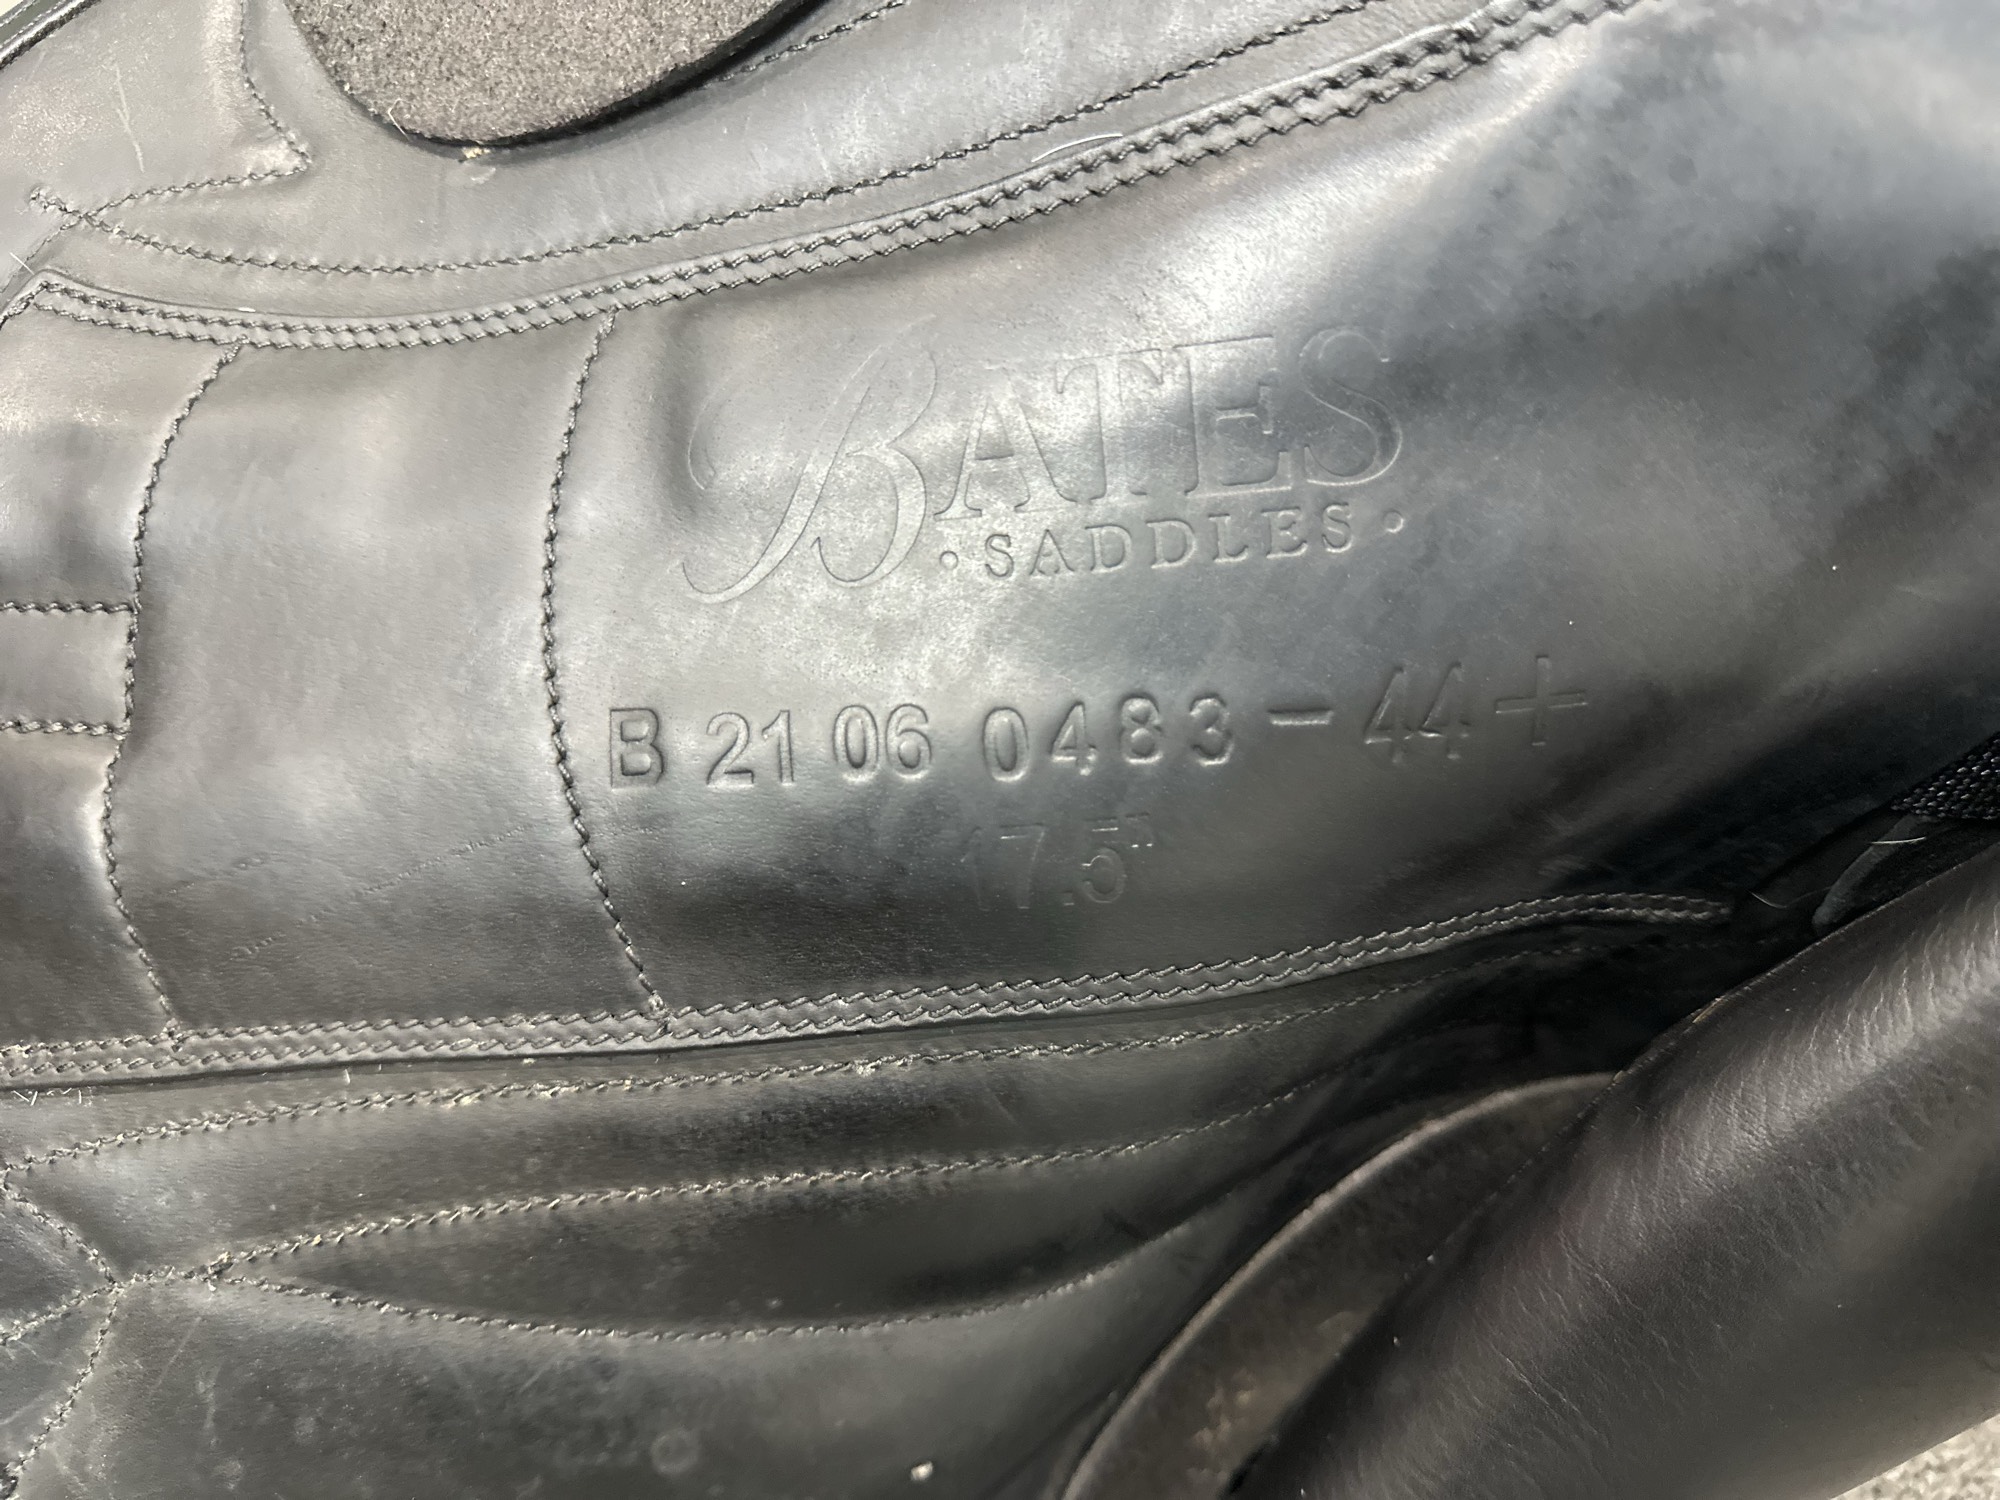 BATES
• SADDLES •
B 21 06 0483 - 44 +
17.5"